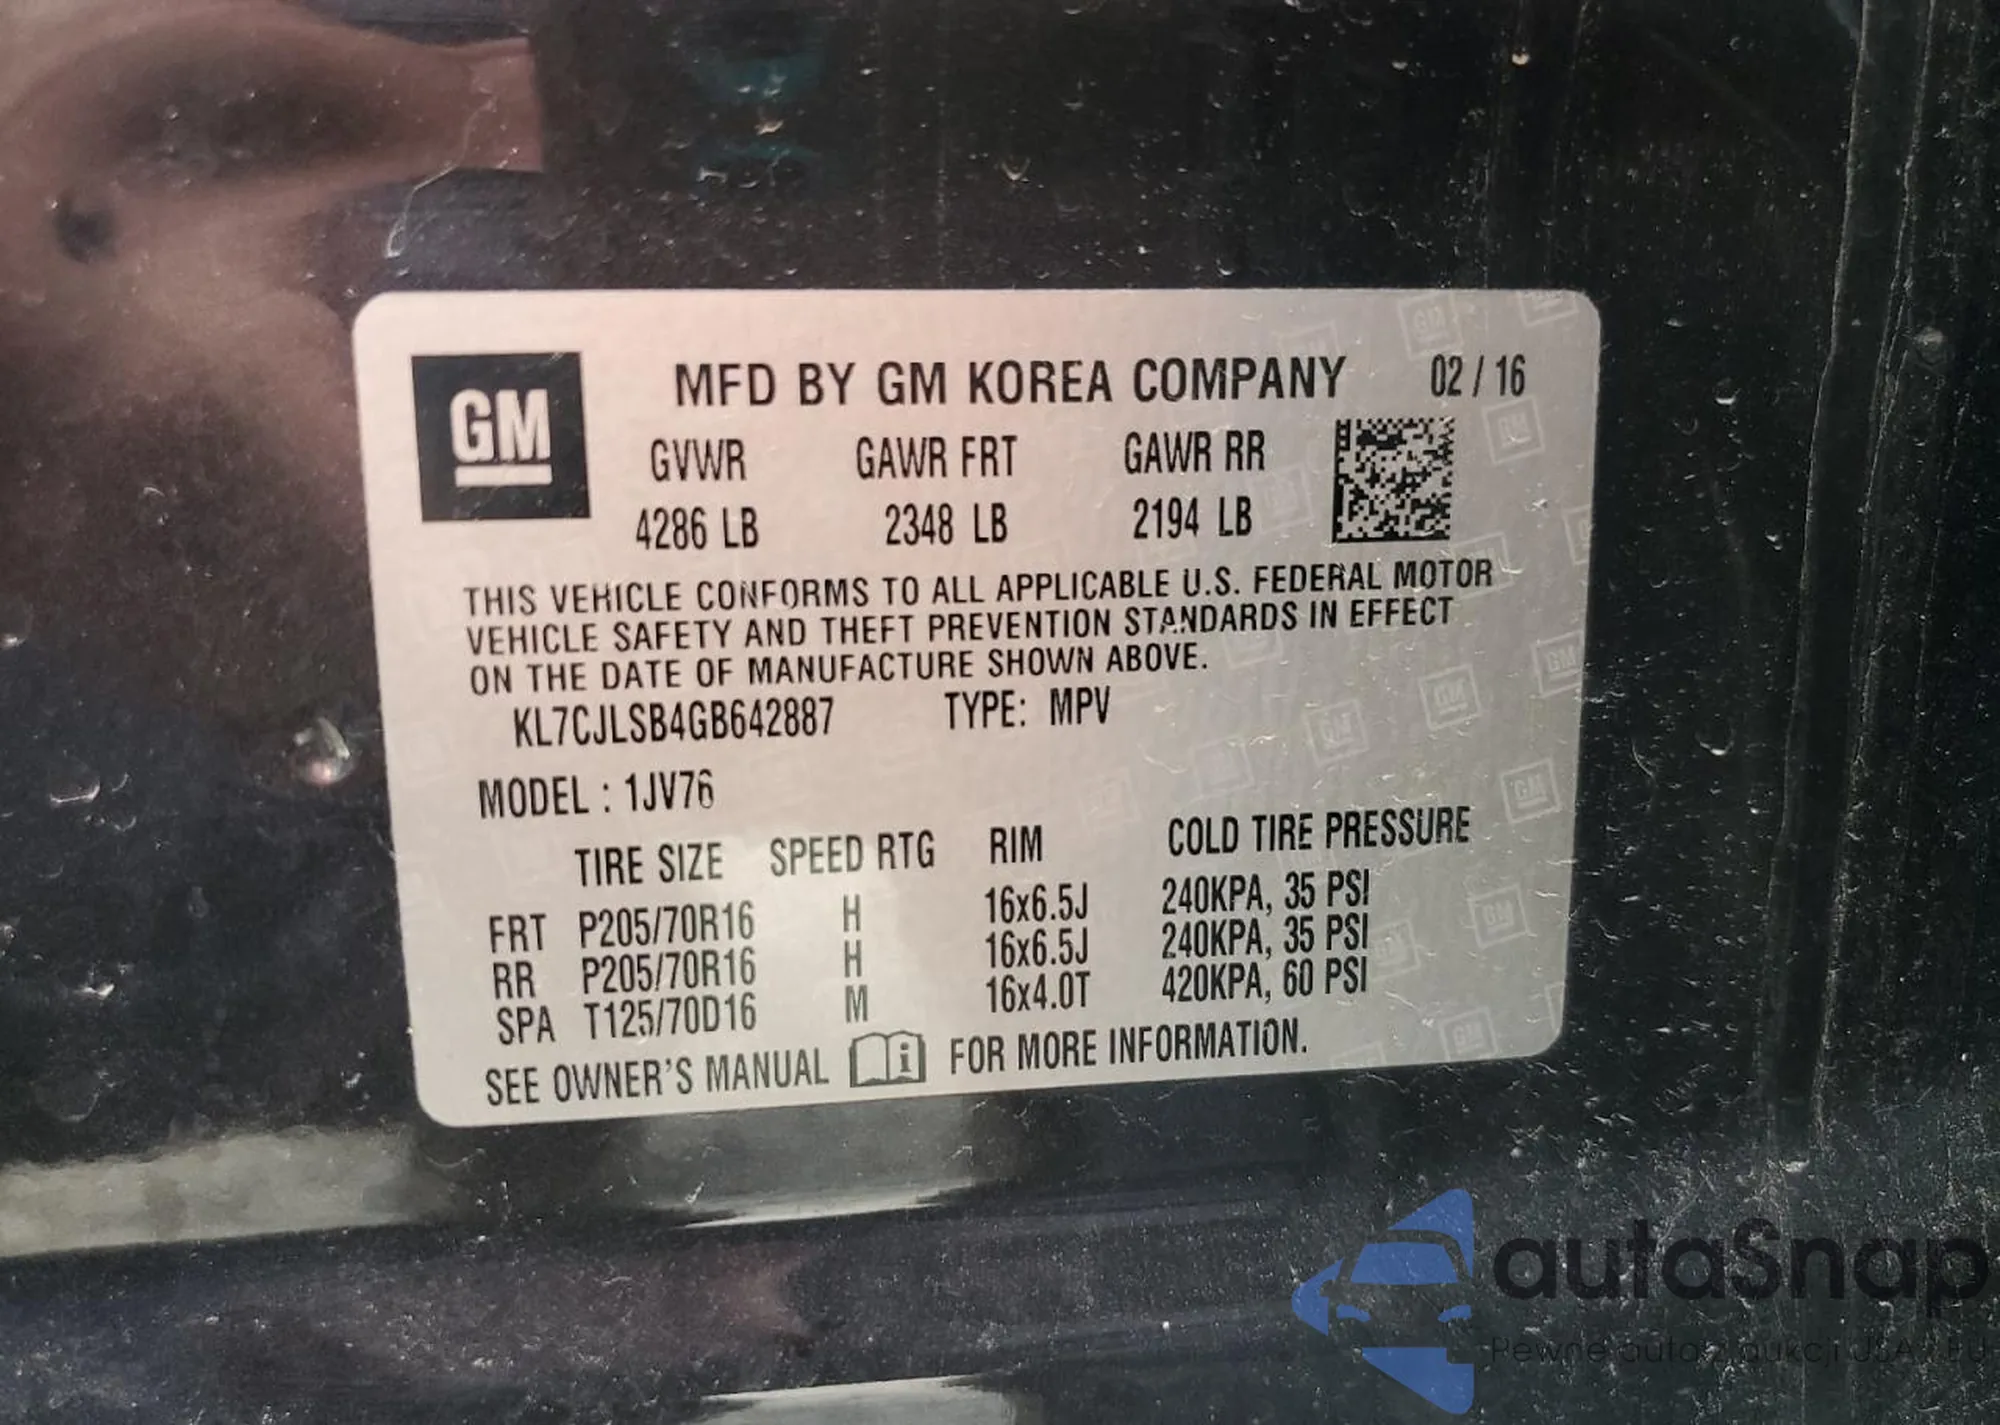 GM
MFD BY GM KOREA COMPANY 02 / 16
GVWR GAWR FRT GAWR RR
4286 LB 2348 LB 2194 LB
THIS VEHICLE CONFORMS TO ALL APPLICABLE U.S. FEDERAL MOTOR
VEHICLE SAFETY AND THEFT PREVENTION STANDARDS IN EFFECT
ON THE DATE OF MANUFACTURE SHOWN ABOVE.
KL7CJLSB4GB642887 TYPE: MPV
MODEL : 1JV76
TIRE SIZE SPEED RTG RIM COLD TIRE PRESSURE
FRT P205/70R16 H 16x6.5J 240KPA, 35 PSI
RR P205/70R16 H 16x6.5J 240KPA, 35 PSI
SPA T125/70D16 M 16x4.0T 420KPA, 60 PSI
SEE OWNER'S MANUAL FOR MORE INFORMATION.
autaSnap
Pewne auta z aukcji